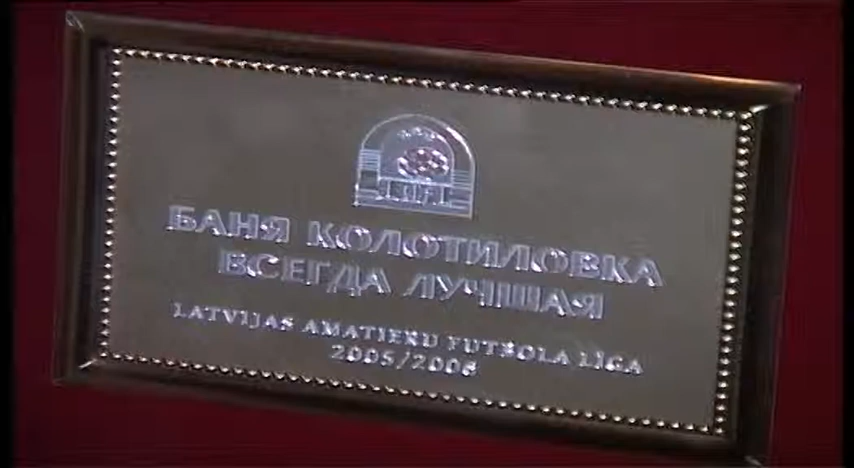 БАНЯ КОЛОТИЛОВКА
ВСЕГДА ЛУЧШАЯ
LATVIJAS AMATIERU FUTBOLA LĪGA
2005/2006